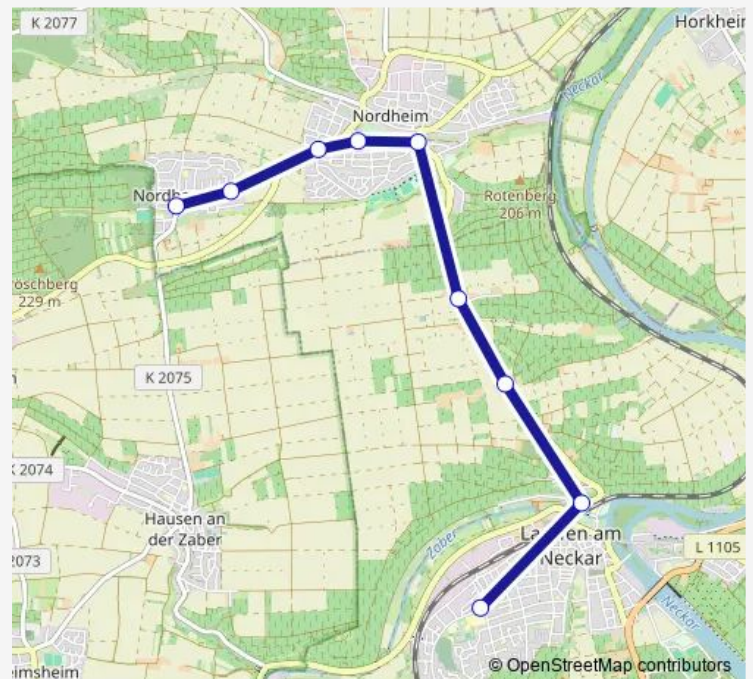 K 2077
Horkheim
Neckar
Nordheim
Rotenberg
206 m
229 m
K 2075
K 2074
Hausen an
der Zaber
Zaber
am
Neckar
L 1105
Neckar
© OpenStreetMap contributors